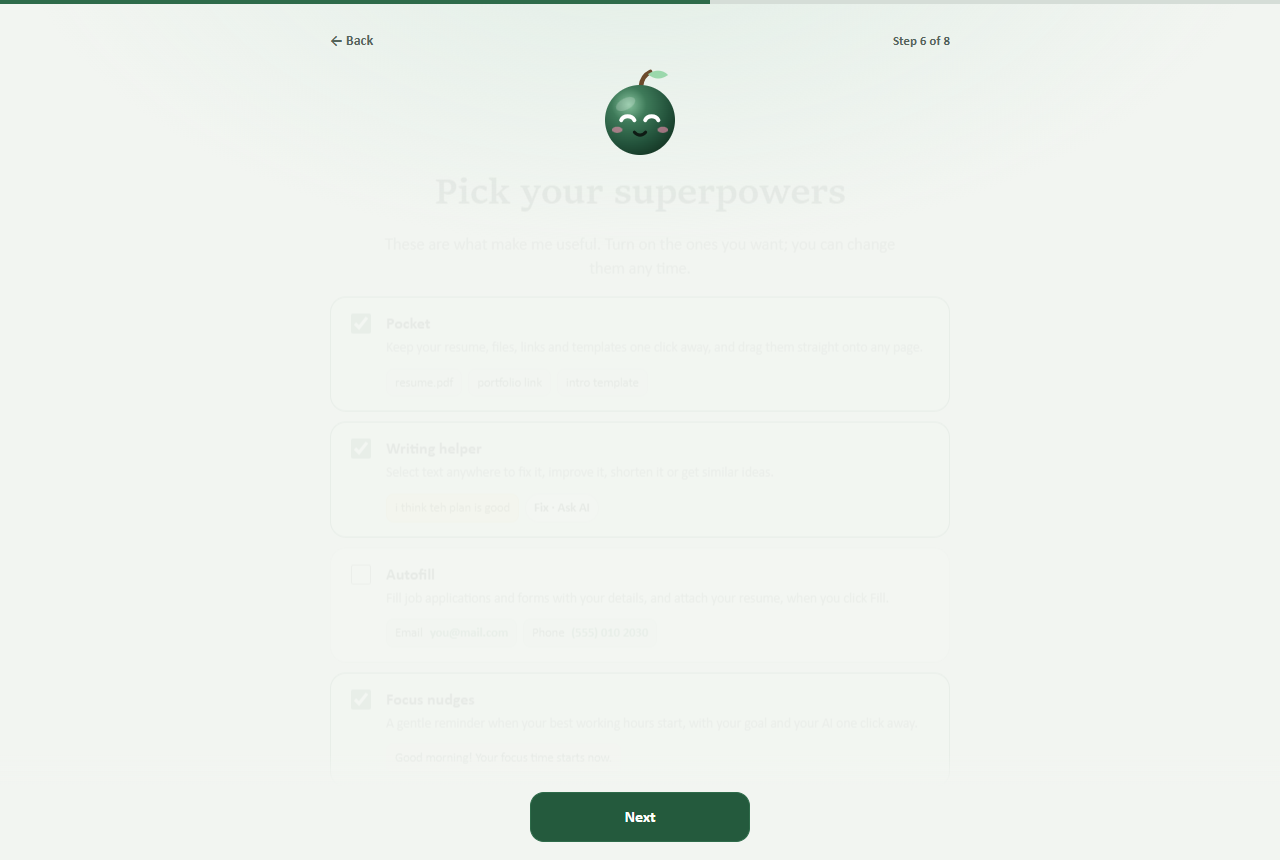 Back
Step 6 of 8
Pick your superpowers
These are what make me useful. Turn on the ones you want; you can change
them any time.
Pocket
Keep your resume, files, links and templates one click away, and drag them straight onto any page.
resume.pdf portfolio link intro template
Writing helper
Select text anywhere to fix it, improve it, shorten it or get similar ideas.
I think teh plan is good Fix · Ask AI
Autofill
Fill job applications and forms with your details, and attach your resume, when you click Fill.
Email you@mail.com Phone (555) 010 2030
Focus nudges
A gentle reminder when your best working hours start, with your goal and your AI one click away.
Good morning! Your focus time starts now.
Next